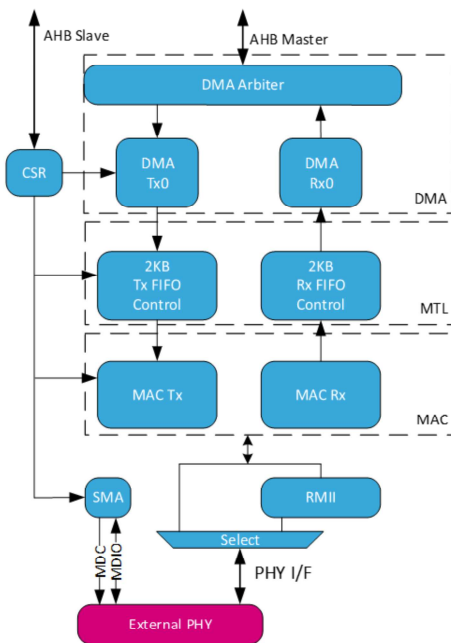 AHB Slave
AHB Master
DMA Arbiter
CSR
DMA
Tx0
DMA
Rx0
DMA
2KB
Tx FIFO
Control
2KB
Rx FIFO
Control
MTL
MAC Tx
MAC Rx
MAC
SMA
RMII
Select
MDC
MDIO
PHY I/F
External PHY